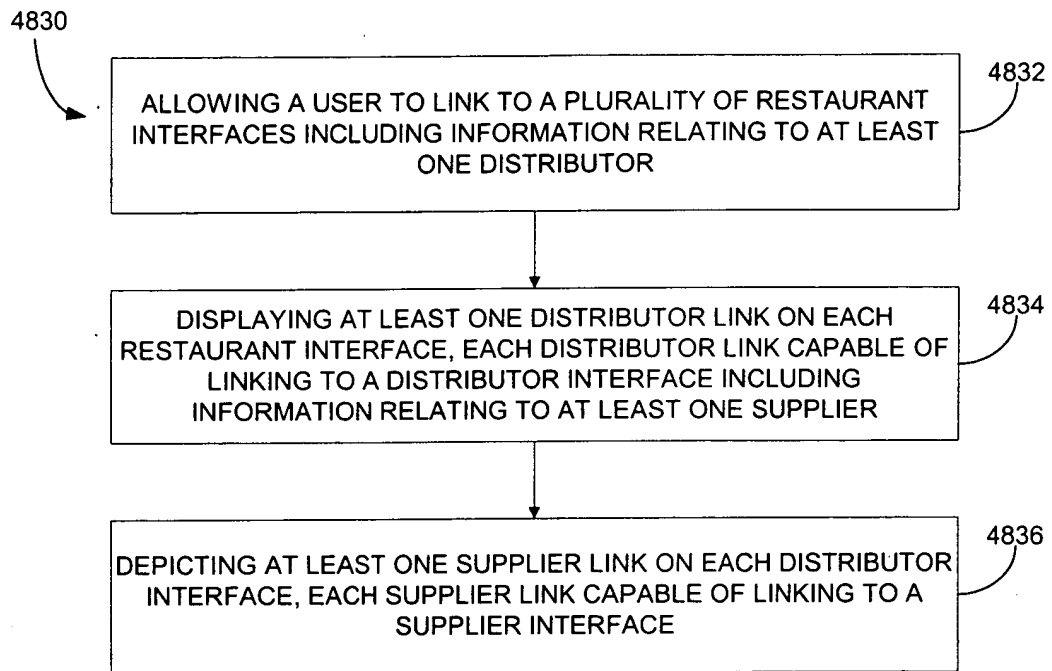 4830
4832
ALLOWING A USER TO LINK TO A PLURALITY OF RESTAURANT
INTERFACES INCLUDING INFORMATION RELATING TO AT LEAST
ONE DISTRIBUTOR
4834
DISPLAYING AT LEAST ONE DISTRIBUTOR LINK ON EACH
RESTAURANT INTERFACE, EACH DISTRIBUTOR LINK CAPABLE OF
LINKING TO A DISTRIBUTOR INTERFACE INCLUDING
INFORMATION RELATING TO AT LEAST ONE SUPPLIER
4836
DEPICTING AT LEAST ONE SUPPLIER LINK ON EACH DISTRIBUTOR
INTERFACE, EACH SUPPLIER LINK CAPABLE OF LINKING TO A
SUPPLIER INTERFACE